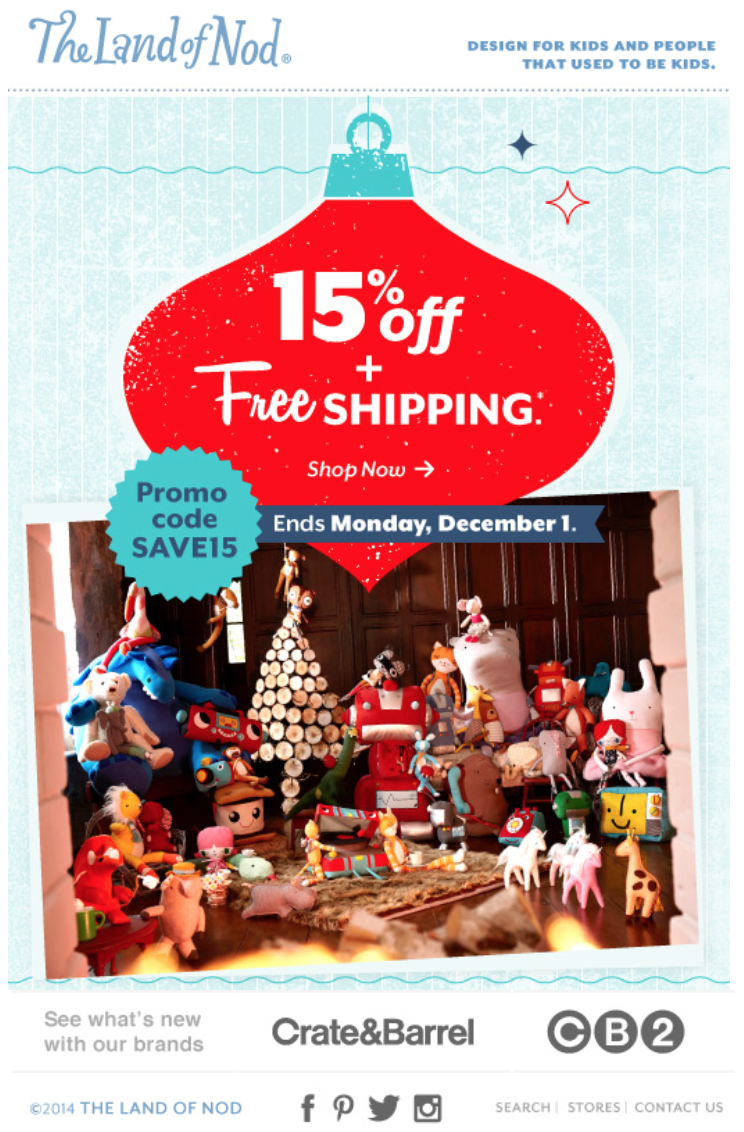 The Land of Nod®
DESIGN FOR KIDS AND PEOPLE
THAT USED TO BE KIDS.
15% off
+
Free SHIPPING.*
Shop Now →
Promo
code
SAVE15
Ends Monday, December 1.
See what's new
with our brands
Crate&Barrel
CB2
©2014 THE LAND OF NOD
SEARCH | STORES | CONTACT US